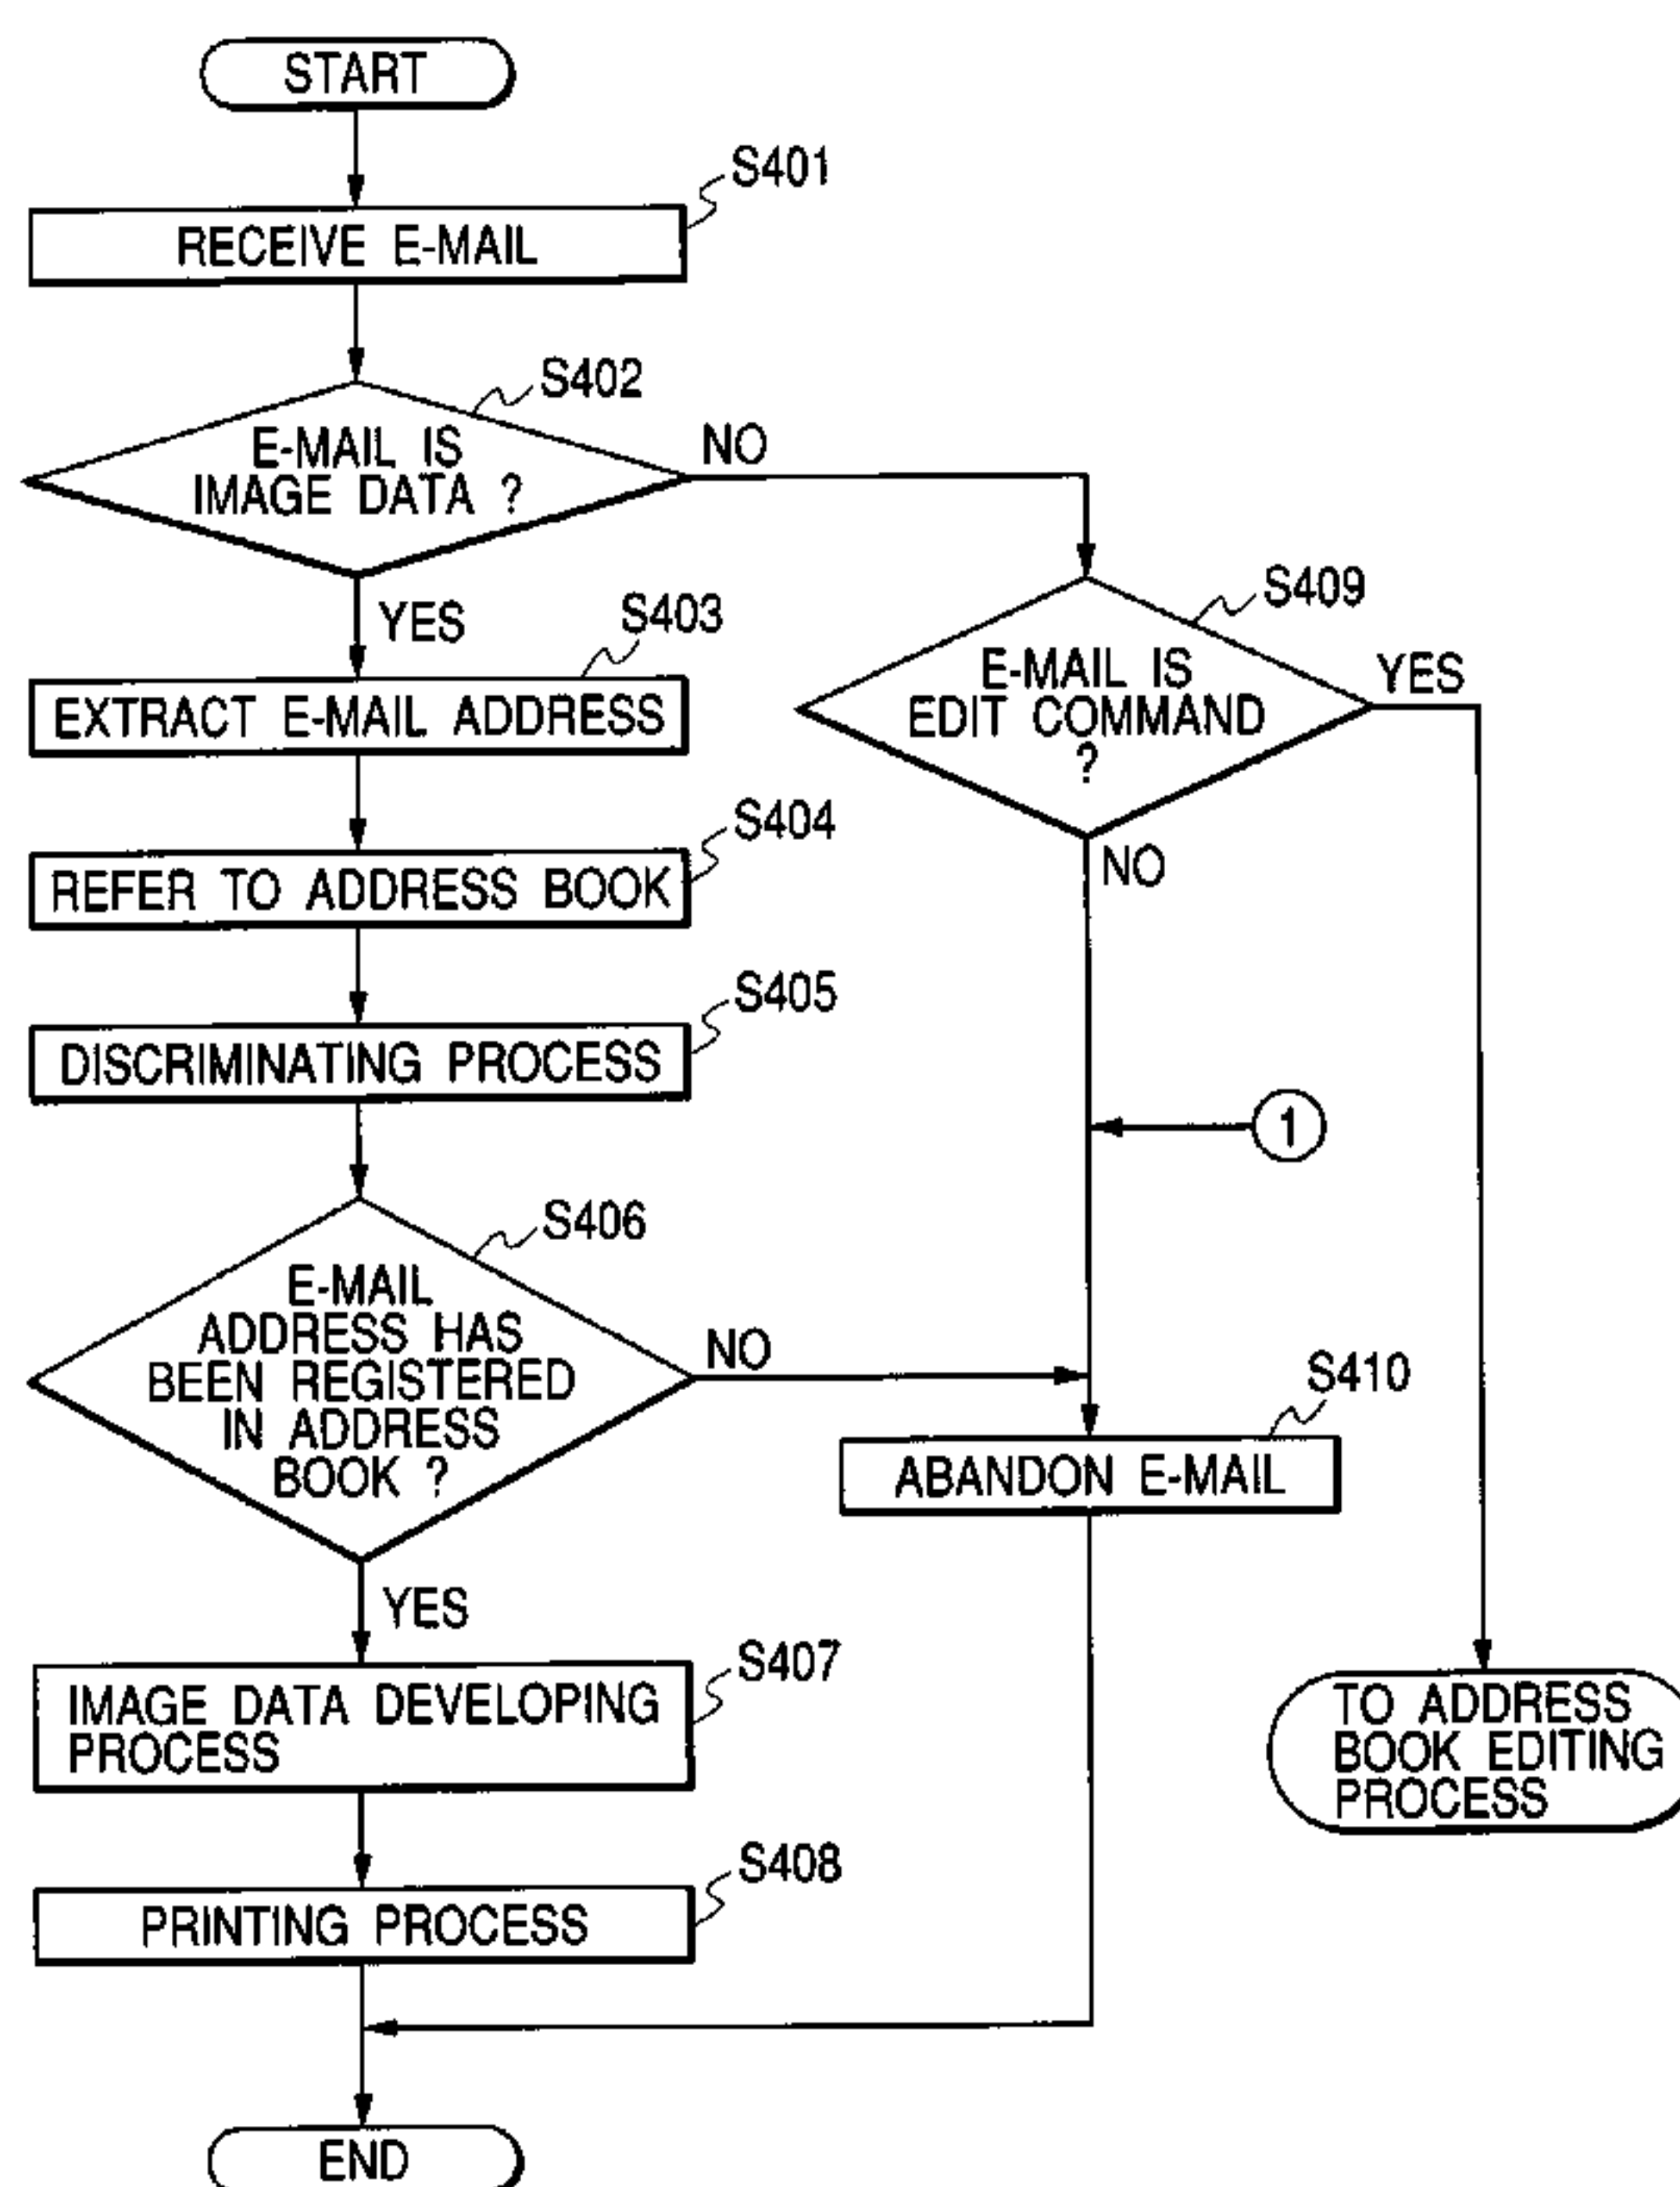 START
S401
RECEIVE E-MAIL
S402
E-MAIL IS
IMAGE DATA ?
NO
YES
S403
EXTRACT E-MAIL ADDRESS
S404
REFER TO ADDRESS BOOK
S405
DISCRIMINATING PROCESS
S406
E-MAIL
ADDRESS HAS
BEEN REGISTERED
IN ADDRESS
BOOK ?
NO
YES
S407
IMAGE DATA DEVELOPING
PROCESS
S408
PRINTING PROCESS
END
S409
E-MAIL IS
EDIT COMMAND
?
YES
NO
1
S410
ABANDON E-MAIL
TO ADDRESS
BOOK EDITING
PROCESS